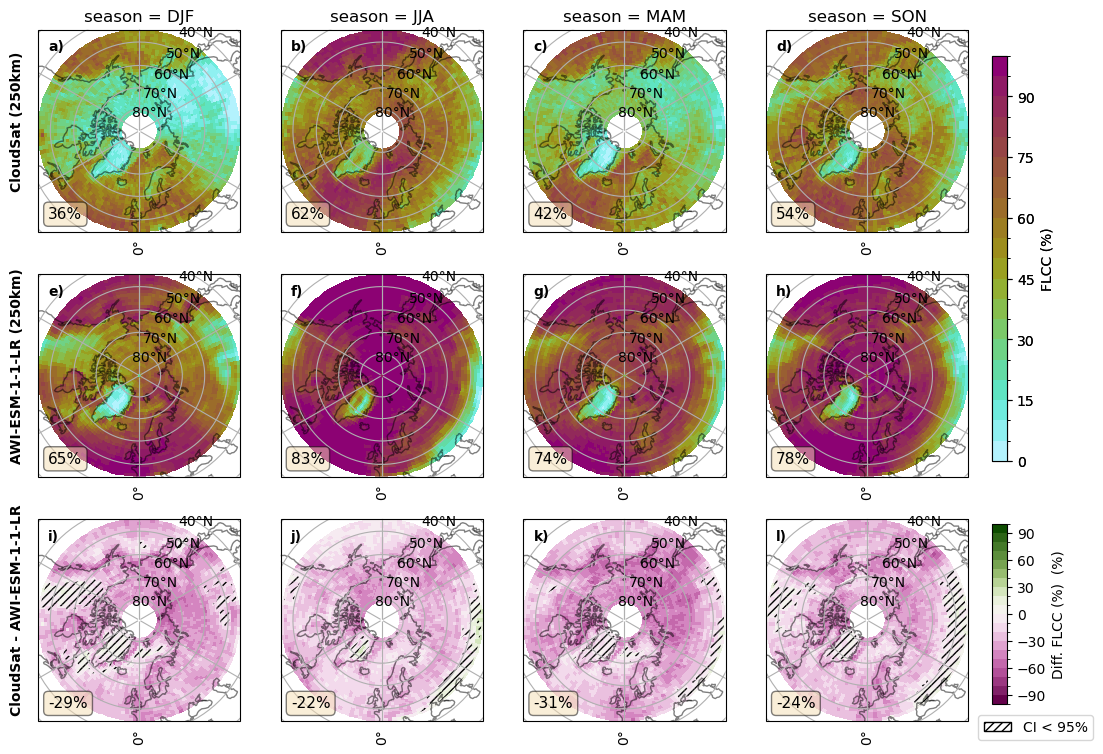 season = DJF
season = JJA
season = MAM
season = SON
CloudSat (250km)
a) 40°N 50°N 60°N 70°N 80°N 36% 0°
b) 40°N 50°N 60°N 70°N 80°N 62% 0°
c) 40°N 50°N 60°N 70°N 80°N 42% 0°
d) 40°N 50°N 60°N 70°N 80°N 54% 0°
AWI-ESM-1-1-LR (250km)
e) 40°N 50°N 60°N 70°N 80°N 65% 0°
f) 40°N 50°N 60°N 70°N 80°N 83% 0°
g) 40°N 50°N 60°N 70°N 80°N 74% 0°
h) 40°N 50°N 60°N 70°N 80°N 78% 0°
90
75
60
45
30
15
0
FLCC (%)
CloudSat - AWI-ESM-1-1-LR
i) 40°N 50°N 60°N 70°N 80°N -29% 0°
j) 40°N 50°N 60°N 70°N 80°N -22% 0°
k) 40°N 50°N 60°N 70°N 80°N -31% 0°
l) 40°N 50°N 60°N 70°N 80°N -24% 0°
90
60
30
0
−30
−60
−90
Diff. FLCC (%) (%)
CI < 95%